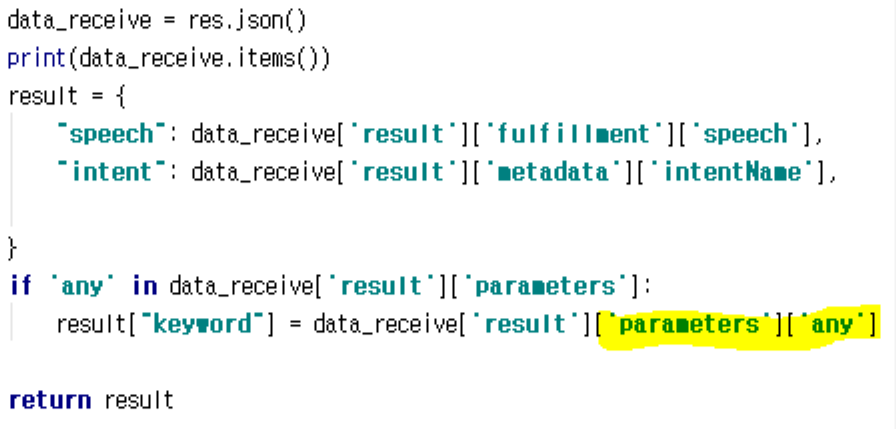 data_receive = res.json()
print(data_receive.items())
result = {
    "speech": data_receive['result']['fulfillment']['speech'],
    "intent": data_receive['result']['metadata']['intentName'],
}
if 'any' in data_receive['result']['parameters']:
    result["keyword"] = data_receive['result']['parameters']['any']
return result